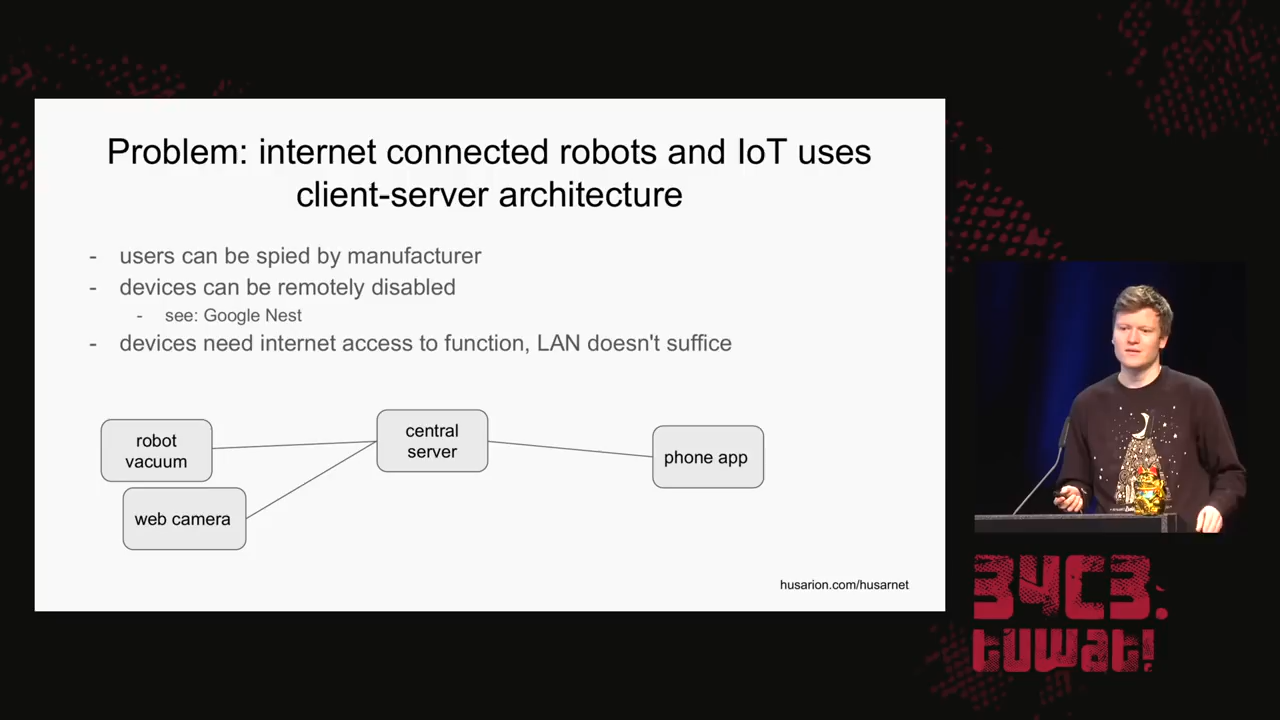 Problem: internet connected robots and IoT uses
client-server architecture
- users can be spied by manufacturer
- devices can be remotely disabled
- see: Google Nest
- devices need internet access to function, LAN doesn't suffice
robot
vacuum
central
server
phone app
web camera
husarion.com/husarnet
34C3.
tuwat!